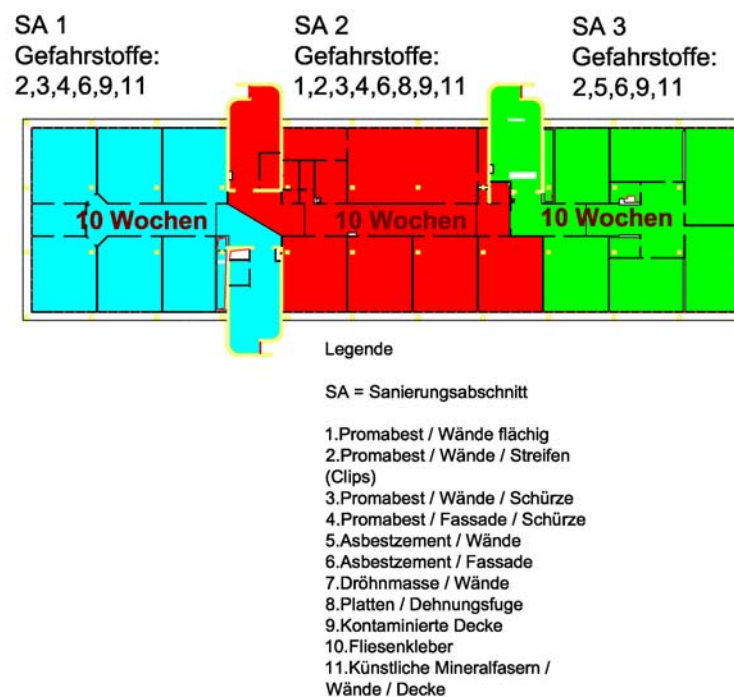 SA 1
Gefahrstoffe:
2,3,4,6,9,11
SA 2
Gefahrstoffe:
1,2,3,4,6,8,9,11
SA 3
Gefahrstoffe:
2,5,6,9,11
10 Wochen
10 Wochen
10 Wochen
Legende
SA = Sanierungsabschnitt
1.Promabest / Wände flächig
2.Promabest / Wände / Streifen
(Clips)
3.Promabest / Wände / Schürze
4.Promabest / Fassade / Schürze
5.Asbestzement / Wände
6.Asbestzement / Fassade
7.Dröhnmasse / Wände
8.Platten / Dehnungsfuge
9.Kontaminierte Decke
10.Fliesenkleber
11.Künstliche Mineralfasern /
Wände / Decke